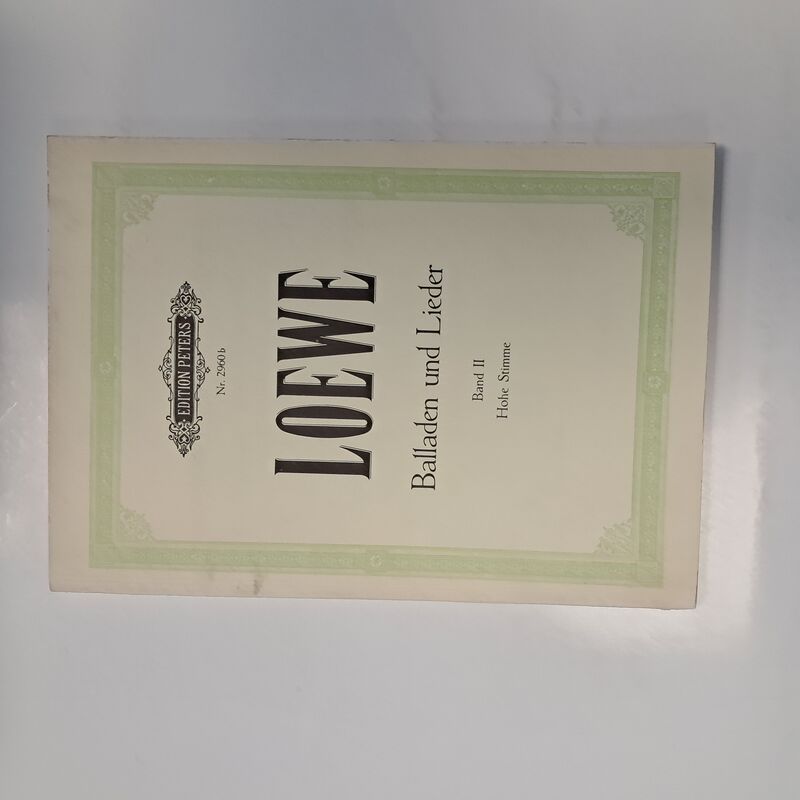 EDITION PETERS
Nr. 2960b
LOEWE
Balladen und Lieder
Band II
Hohe Stimme